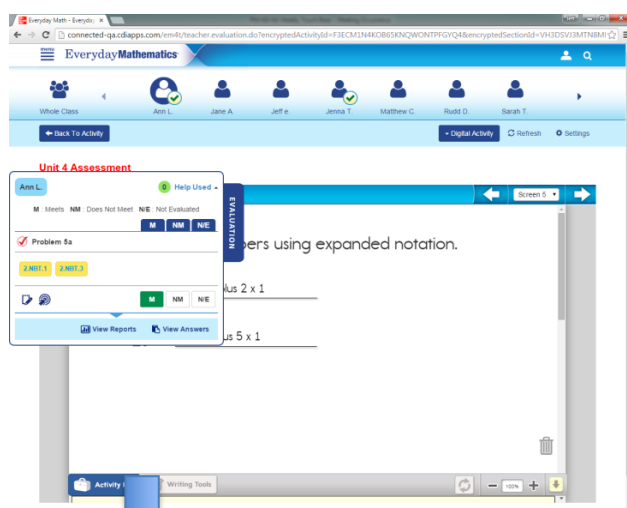 Everyday Math - Everyday
connected-qa.cdiapps.com/em4t/teacher.evaluation.do?encryptedActivityId=F3ECM1N4KOB65KNQWONTPFGYQ4&encryptedSectionId=VH3DSVJ3MTN8MI
EverydayMathematics
Whole Class Ann L. Jane A. Jeff e. Jenna T. Matthew C. Rudd D. Sarah T.
Back To Activity Digital Activity Refresh Settings
Unit 4 Assessment
Ann L. 0 Help Used
Screen 5
M : Meets NM : Does Not Meet N/E : Not Evaluated
M NM N/E
EVALUATION
Problem 5a
bers using expanded notation.
2.NBT.1 2.NBT.3
plus 2 x 1
M NM N/E
View Reports View Answers
us 5 x 1
Activity Writing Tools 100%